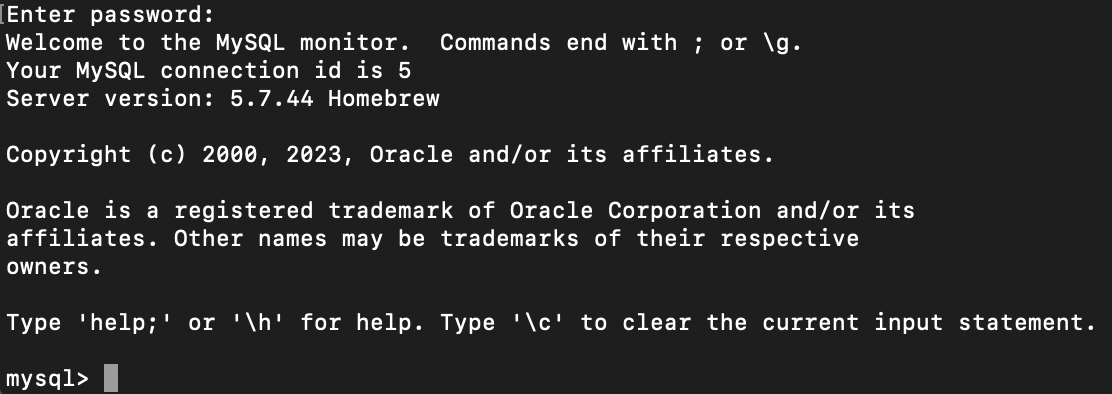 Enter password:
Welcome to the MySQL monitor.  Commands end with ; or \g.
Your MySQL connection id is 5
Server version: 5.7.44 Homebrew
Copyright (c) 2000, 2023, Oracle and/or its affiliates.
Oracle is a registered trademark of Oracle Corporation and/or its
affiliates. Other names may be trademarks of their respective
owners.
Type 'help;' or '\h' for help. Type '\c' to clear the current input statement.
mysql>